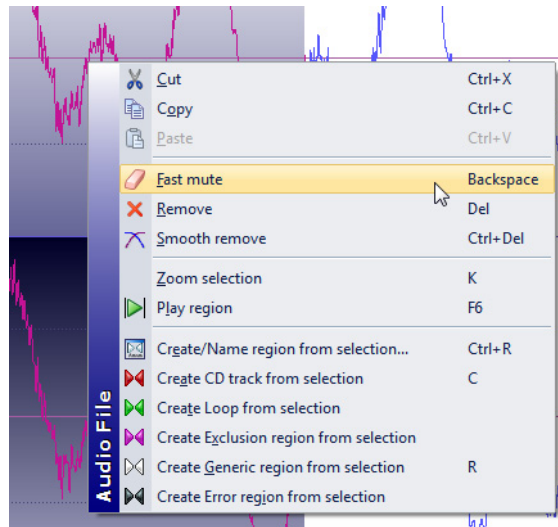 Cut Ctrl+X
Copy Ctrl+C
Paste Ctrl+V
Fast mute Backspace
Remove Del
Smooth remove Ctrl+Del
Zoom selection K
Play region F6
Create/Name region from selection... Ctrl+R
Create CD track from selection C
Create Loop from selection
Create Exclusion region from selection
Create Generic region from selection R
Create Error region from selection
Audio File